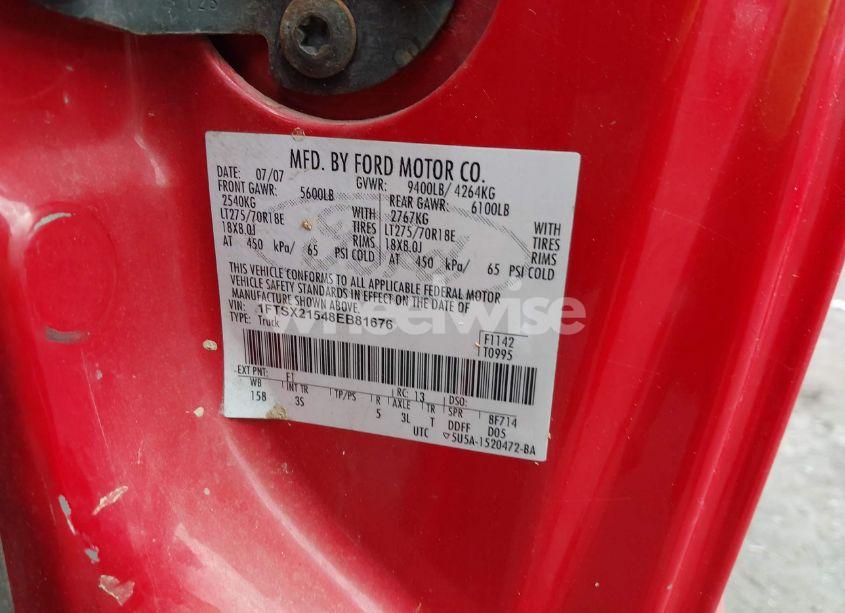 T2S
MFD. BY FORD MOTOR CO.
DATE: 07/07 GVWR: 9400LB/ 4264KG
FRONT GAWR: 5600LB REAR GAWR: 6100LB
2540KG WITH 2767KG WITH
LT275/70R18E TIRES LT275/70R18E TIRES
18X8.0J RIMS 18X8.0J RIMS
AT 450 kPa/ 65 PSI COLD AT 450 kPa/ 65 PSI COLD
THIS VEHICLE CONFORMS TO ALL APPLICABLE FEDERAL MOTOR
VEHICLE SAFETY STANDARDS IN EFFECT ON THE DATE OF
MANUFACTURE SHOWN ABOVE.
VIN: 1FTSX21548EB81676
TYPE: Truck
F1142
1T0995
wheelwise
EXT PNT: F1 RC: 13 DSO:
WB INT TR TP/PS R AXLE TR SPR 8F714
158 3S 5 3L T DDFF DOS
UTC 5U5A-1520472-BA